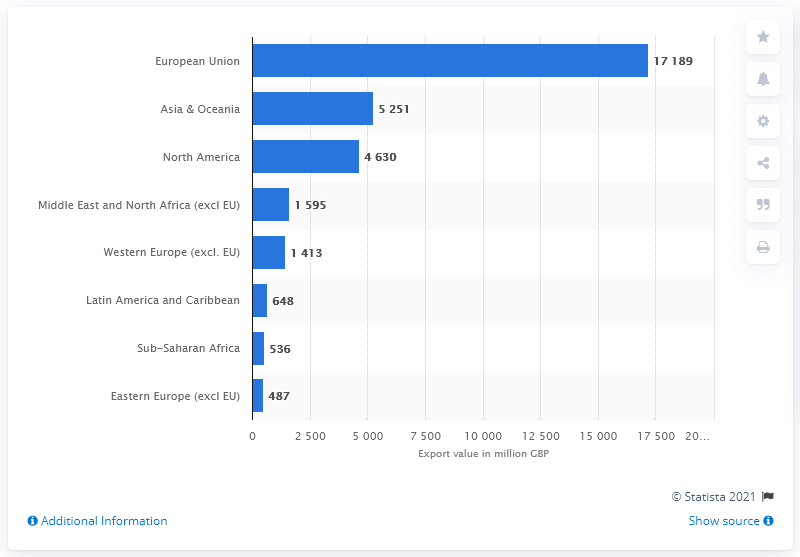 European Union 17 189
Asia & Oceania 5 251
North America 4 630
Middle East and North Africa (excl EU) 1 595
Western Europe (excl. EU) 1 413
Latin America and Caribbean 648
Sub-Saharan Africa 536
Eastern Europe (excl EU) 487
0 2 500 5 000 7 500 10 000 12 500 15 000 17 500 20...
Export value in million GBP
© Statista 2021
Additional Information Show source